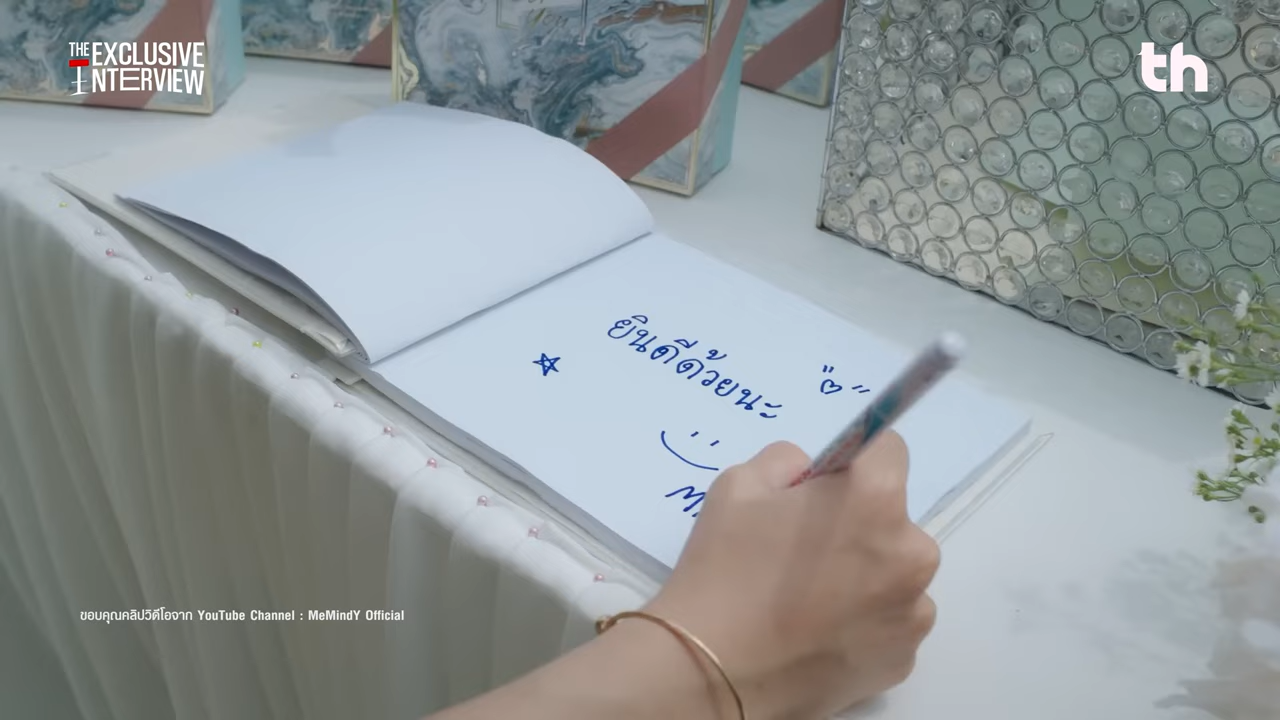 THE EXCLUSIVE
INTERVIEW
th
ยินดีด้วยนะ
ขอบคุณคลิปวิดีโอจาก YouTube Channel : MeMindY Official